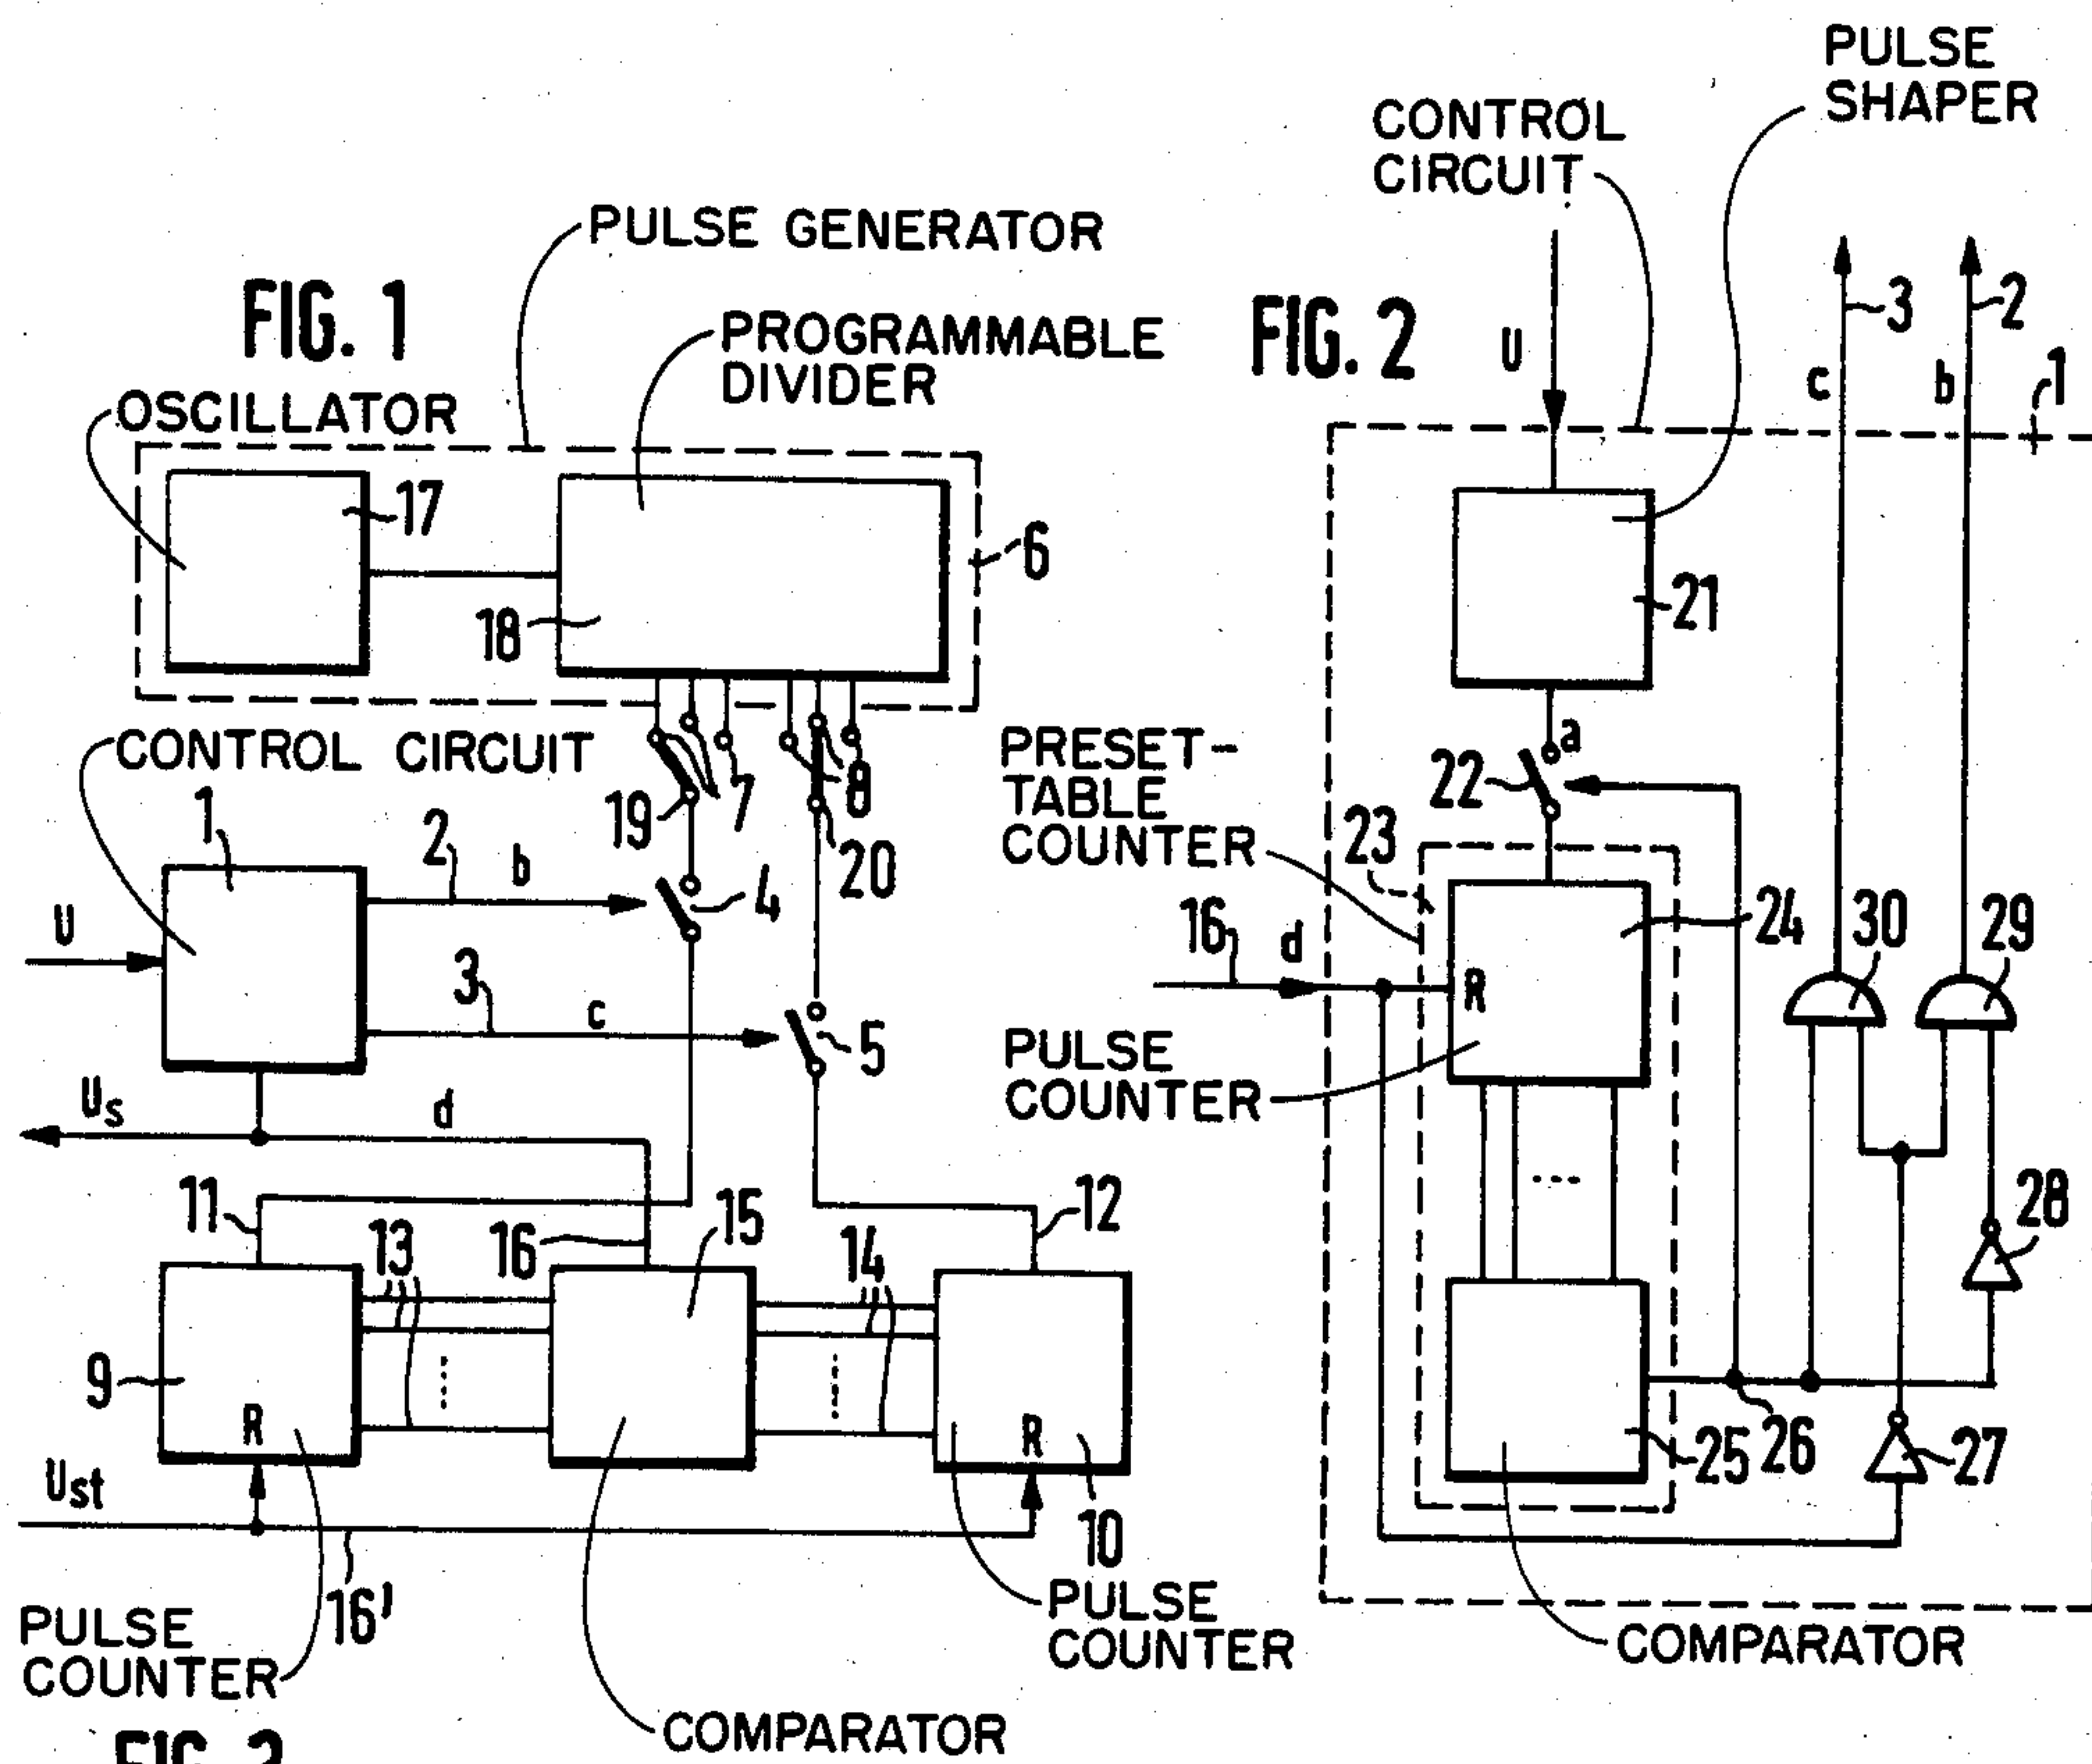 FIG. 1
PULSE GENERATOR
PROGRAMMABLE
DIVIDER
OSCILLATOR
17
18
6
CONTROL CIRCUIT
19
7
8
20
1
2
b
4
U
3
c
5
Us
d
11
13
16
15
14
12
9
R
R
10
Ust
16'
PULSE
COUNTER
COMPARATOR
PULSE
COUNTER
FIG. 2
PULSE
SHAPER
CONTROL
CIRCUIT
U
3
2
c
b
1
21
a
22
PRESET-
TABLE
COUNTER
23
24
30
29
16
d
R
PULSE
COUNTER
28
25
26
27
COMPARATOR